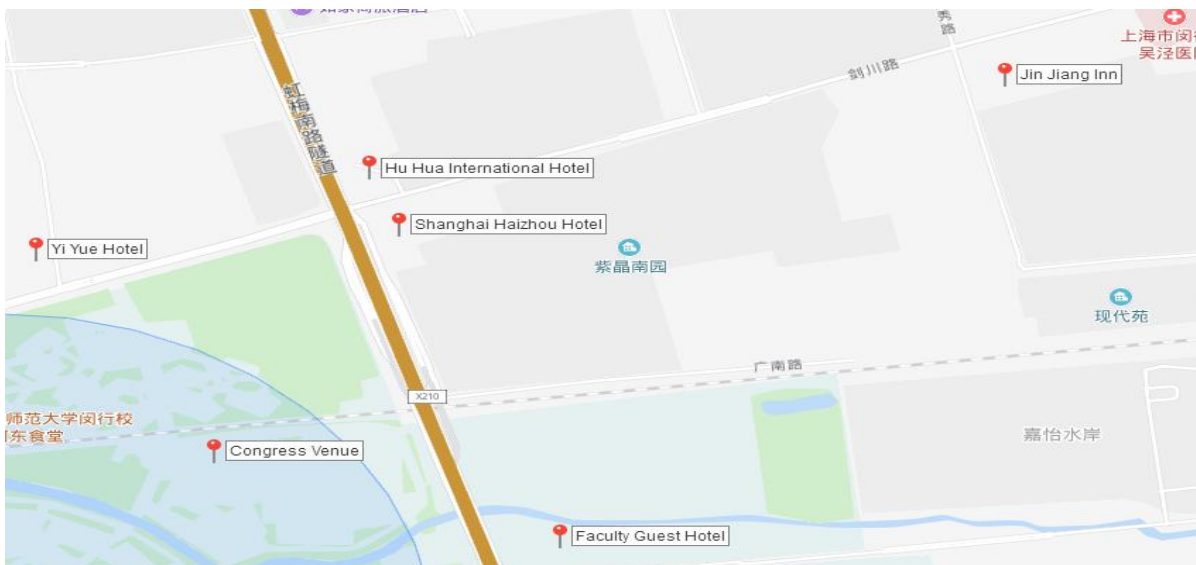 上海市闵行
吴泾医院
剑川路
Jin Jiang Inn
虹梅南路隧道
Hu Hua International Hotel
Shanghai Haizhou Hotel
Yi Yue Hotel
紫晶南园
现代苑
广南路
X210
师范大学闵行校
河东食堂
Congress Venue
嘉怡水岸
Faculty Guest Hotel